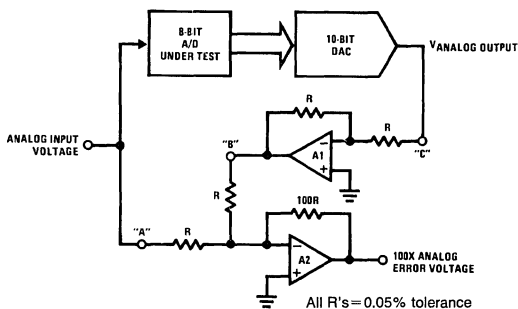 8-BIT
A/D
UNDER TEST
10-BIT
DAC
VANALOG OUTPUT
R
R
ANALOG INPUT
VOLTAGE
"B"
-
A1
+
"C"
R
"A"
R
100R
-
A2
+
100X ANALOG
ERROR VOLTAGE
All R's=0.05% tolerance